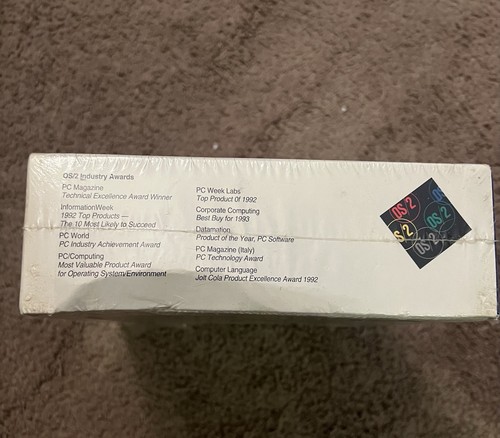 OS/2 Industry Awards
PC Magazine
Technical Excellence Award Winner
InformationWeek
1992 Top Products —
The 10 Most Likely to Succeed
PC World
PC Industry Achievement Award
PC/Computing
Most Valuable Product Award
for Operating System/Environment
PC Week Labs
Top Product Of 1992
Corporate Computing
Best Buy for 1993
Datamation
Product of the Year, PC Software
PC Magazine (Italy)
PC Technology Award
Computer Language
Jolt Cola Product Excellence Award 1992
OS/2
OS/2
S/2
OS/2